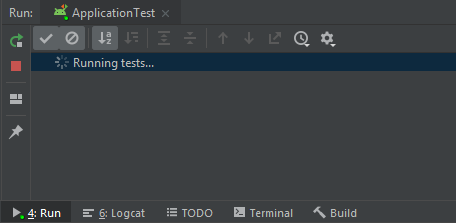 Run: ApplicationTest
Running tests...
4: Run 6: Logcat TODO Terminal Build